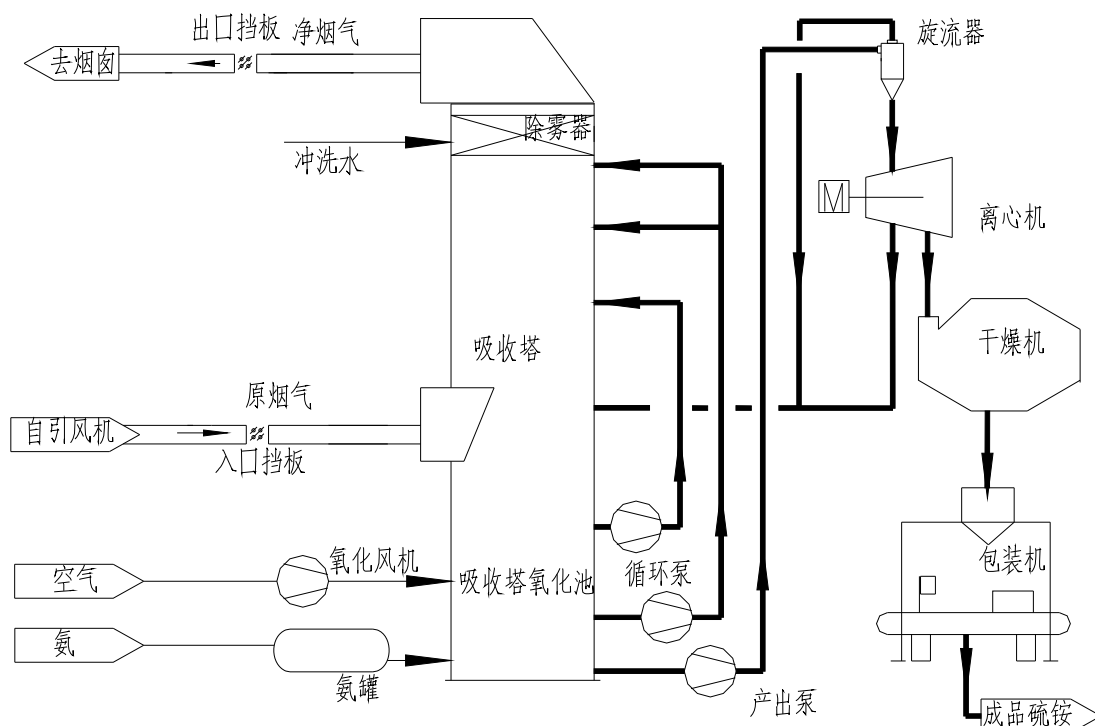 出口挡板
净烟气
旋流器
去烟囱
除雾器
冲洗水
M
离心机
吸收塔
干燥机
原烟气
自引风机
入口挡板
氧化风机
包装机
空气
吸收塔氧化池
循环泵
氨
氨罐
产出泵
成品硫铵